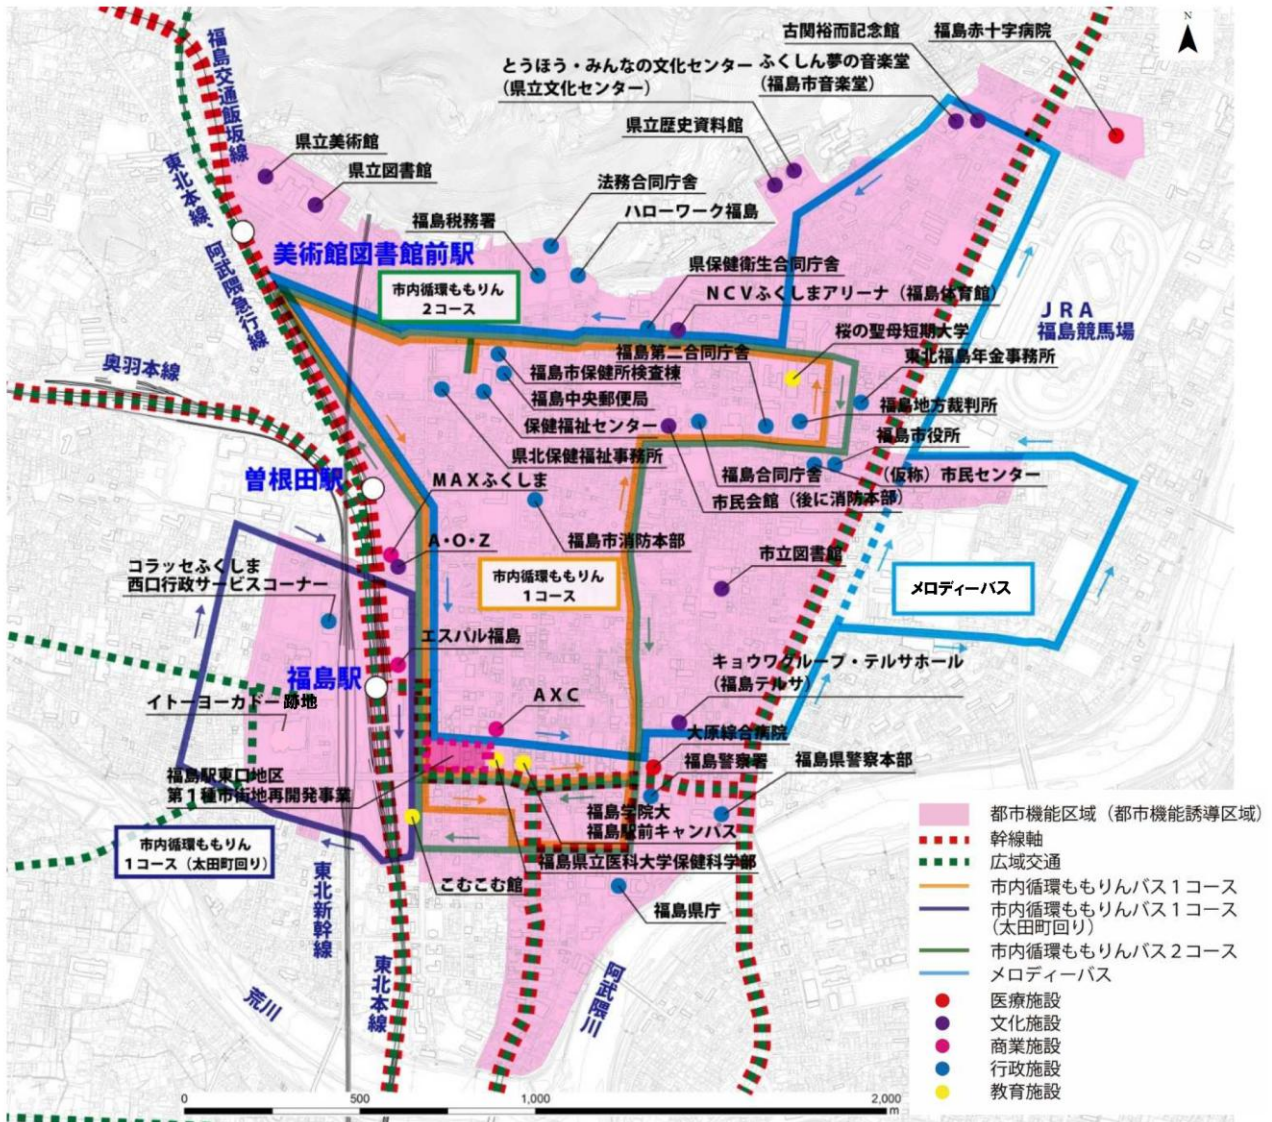 N
古関裕而記念館
福島赤十字病院
とうほう・みんなの文化センター
(県立文化センター)
ふくしん夢の音楽堂
(福島市音楽堂)
県立歴史資料館
福島交通飯坂線
県立美術館
県立図書館
東北本線、阿武隈急行線
法務合同庁舎
福島税務署
ハローワーク福島
美術館図書館前駅
県保健衛生合同庁舎
市内循環ももりん
2コース
NCVふくしまアリーナ(福島体育館)
JRA
福島競馬場
桜の聖母短期大学
奥羽本線
福島第二合同庁舎
東北福島年金事務所
福島市保健所検査棟
福島中央郵便局
福島地方裁判所
保健福祉センター
福島市役所
県北保健福祉事務所
曽根田駅
MAXふくしま
福島合同庁舎
(仮称)市民センター
市民会館(後に消防本部)
A・O・Z
福島市消防本部
コラッセふくしま
西口行政サービスコーナー
市立図書館
市内循環ももりん
1コース
メロディーバス
エスパル福島
福島駅
キョウワグループ・テルサホール
(福島テルサ)
イトーヨーカドー跡地
AXC
大原綜合病院
福島警察署
福島県警察本部
福島駅東口地区
第1種市街地再開発事業
福島学院大
福島駅前キャンパス
市内循環ももりん
1コース(太田町回り)
福島県立医科大学保健科学部
こむこむ館
東北新幹線
福島県庁
東北本線
阿武隈川
荒川
都市機能区域(都市機能誘導区域)
幹線軸
広域交通
市内循環ももりんバス1コース
市内循環ももりんバス1コース
(太田町回り)
市内循環ももりんバス2コース
メロディーバス
医療施設
文化施設
商業施設
行政施設
教育施設
0 500 1,000 2,000
m